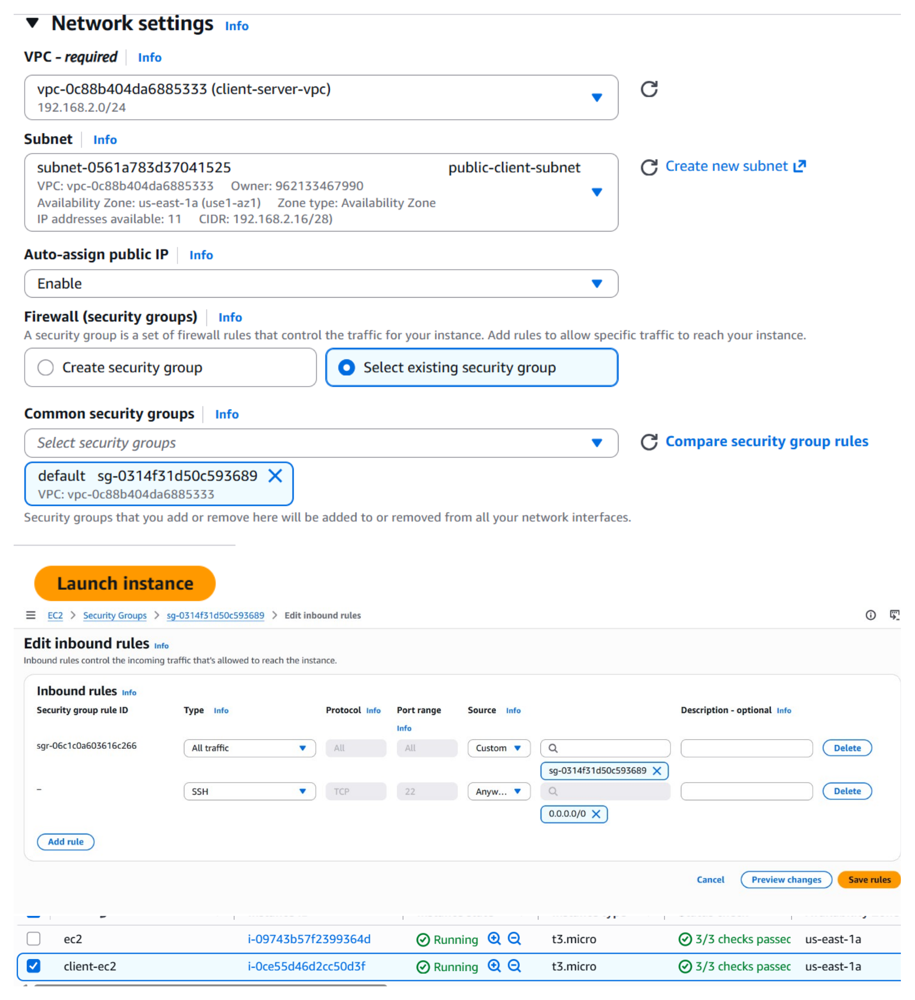 Network settings Info
VPC - required Info
vpc-0c88b404da6885333 (client-server-vpc)
192.168.2.0/24
Subnet Info
subnet-0561a783d37041525 public-client-subnet
VPC: vpc-0c88b404da6885333 Owner: 962133467990
Availability Zone: us-east-1a (use1-az1) Zone type: Availability Zone
IP addresses available: 11 CIDR: 192.168.2.16/28)
Create new subnet
Auto-assign public IP Info
Enable
Firewall (security groups) Info
A security group is a set of firewall rules that control the traffic for your instance. Add rules to allow specific traffic to reach your instance.
Create security group Select existing security group
Common security groups Info
Select security groups
Compare security group rules
default sg-0314f31d50c593689
VPC: vpc-0c88b404da6885333
Security groups that you add or remove here will be added to or removed from all your network interfaces.
Launch instance
EC2 > Security Groups > sg-0314f31d50c593689 > Edit inbound rules
Edit inbound rules Info
Inbound rules control the incoming traffic that's allowed to reach the instance.
Inbound rules Info
Security group rule ID Type Info Protocol Info Port range Source Info Description - optional Info
Info
sgr-06c1c0a603616c266 All traffic All All Custom Delete
sg-0314f31d50c593689
– SSH TCP 22 Anyw... Delete
0.0.0.0/0
Add rule
Cancel Preview changes Save rules
ec2 i-09743b57f2399364d Running t3.micro 3/3 checks passec us-east-1a
client-ec2 i-0ce55d46d2cc50d3f Running t3.micro 3/3 checks passec us-east-1a